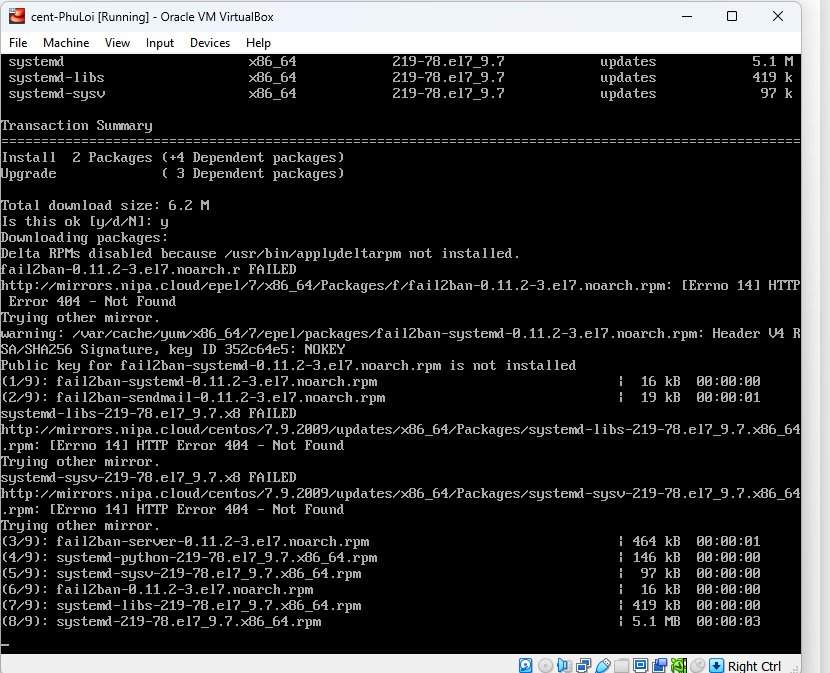 cent-PhuLoi [Running] - Oracle VM VirtualBox
File Machine View Input Devices Help
systemd x86_64 219-78.el7_9.7 updates 5.1 M
systemd-libs x86_64 219-78.el7_9.7 updates 419 k
systemd-sysv x86_64 219-78.el7_9.7 updates 97 k
Transaction Summary
================================================================================
Install 2 Packages (+4 Dependent packages)
Upgrade ( 3 Dependent packages)
Total download size: 6.2 M
Is this ok [y/d/N]: y
Downloading packages:
Delta RPMs disabled because /usr/bin/applydeltarpm not installed.
fail2ban-0.11.2-3.el7.noarch.r FAILED
http://mirrors.nipa.cloud/epel/7/x86_64/Packages/f/fail2ban-0.11.2-3.el7.noarch.rpm: [Errno 14] HTTP
Error 404 - Not Found
Trying other mirror.
warning: /var/cache/yum/x86_64/7/epel/packages/fail2ban-systemd-0.11.2-3.el7.noarch.rpm: Header V4 R
SA/SHA256 Signature, key ID 352c64e5: NOKEY
Public key for fail2ban-systemd-0.11.2-3.el7.noarch.rpm is not installed
(1/9): fail2ban-systemd-0.11.2-3.el7.noarch.rpm | 16 kB 00:00:00
(2/9): fail2ban-sendmail-0.11.2-3.el7.noarch.rpm | 19 kB 00:00:01
systemd-libs-219-78.el7_9.7.x8 FAILED
http://mirrors.nipa.cloud/centos/7.9.2009/updates/x86_64/Packages/systemd-libs-219-78.el7_9.7.x86_64
.rpm: [Errno 14] HTTP Error 404 - Not Found
Trying other mirror.
systemd-sysv-219-78.el7_9.7.x8 FAILED
http://mirrors.nipa.cloud/centos/7.9.2009/updates/x86_64/Packages/systemd-sysv-219-78.el7_9.7.x86_64
.rpm: [Errno 14] HTTP Error 404 - Not Found
Trying other mirror.
(3/9): fail2ban-server-0.11.2-3.el7.noarch.rpm | 464 kB 00:00:01
(4/9): systemd-python-219-78.el7_9.7.x86_64.rpm | 146 kB 00:00:00
(5/9): systemd-sysv-219-78.el7_9.7.x86_64.rpm | 97 kB 00:00:00
(6/9): fail2ban-0.11.2-3.el7.noarch.rpm | 16 kB 00:00:00
(7/9): systemd-libs-219-78.el7_9.7.x86_64.rpm | 419 kB 00:00:00
(8/9): systemd-219-78.el7_9.7.x86_64.rpm | 5.1 MB 00:00:03
Right Ctrl